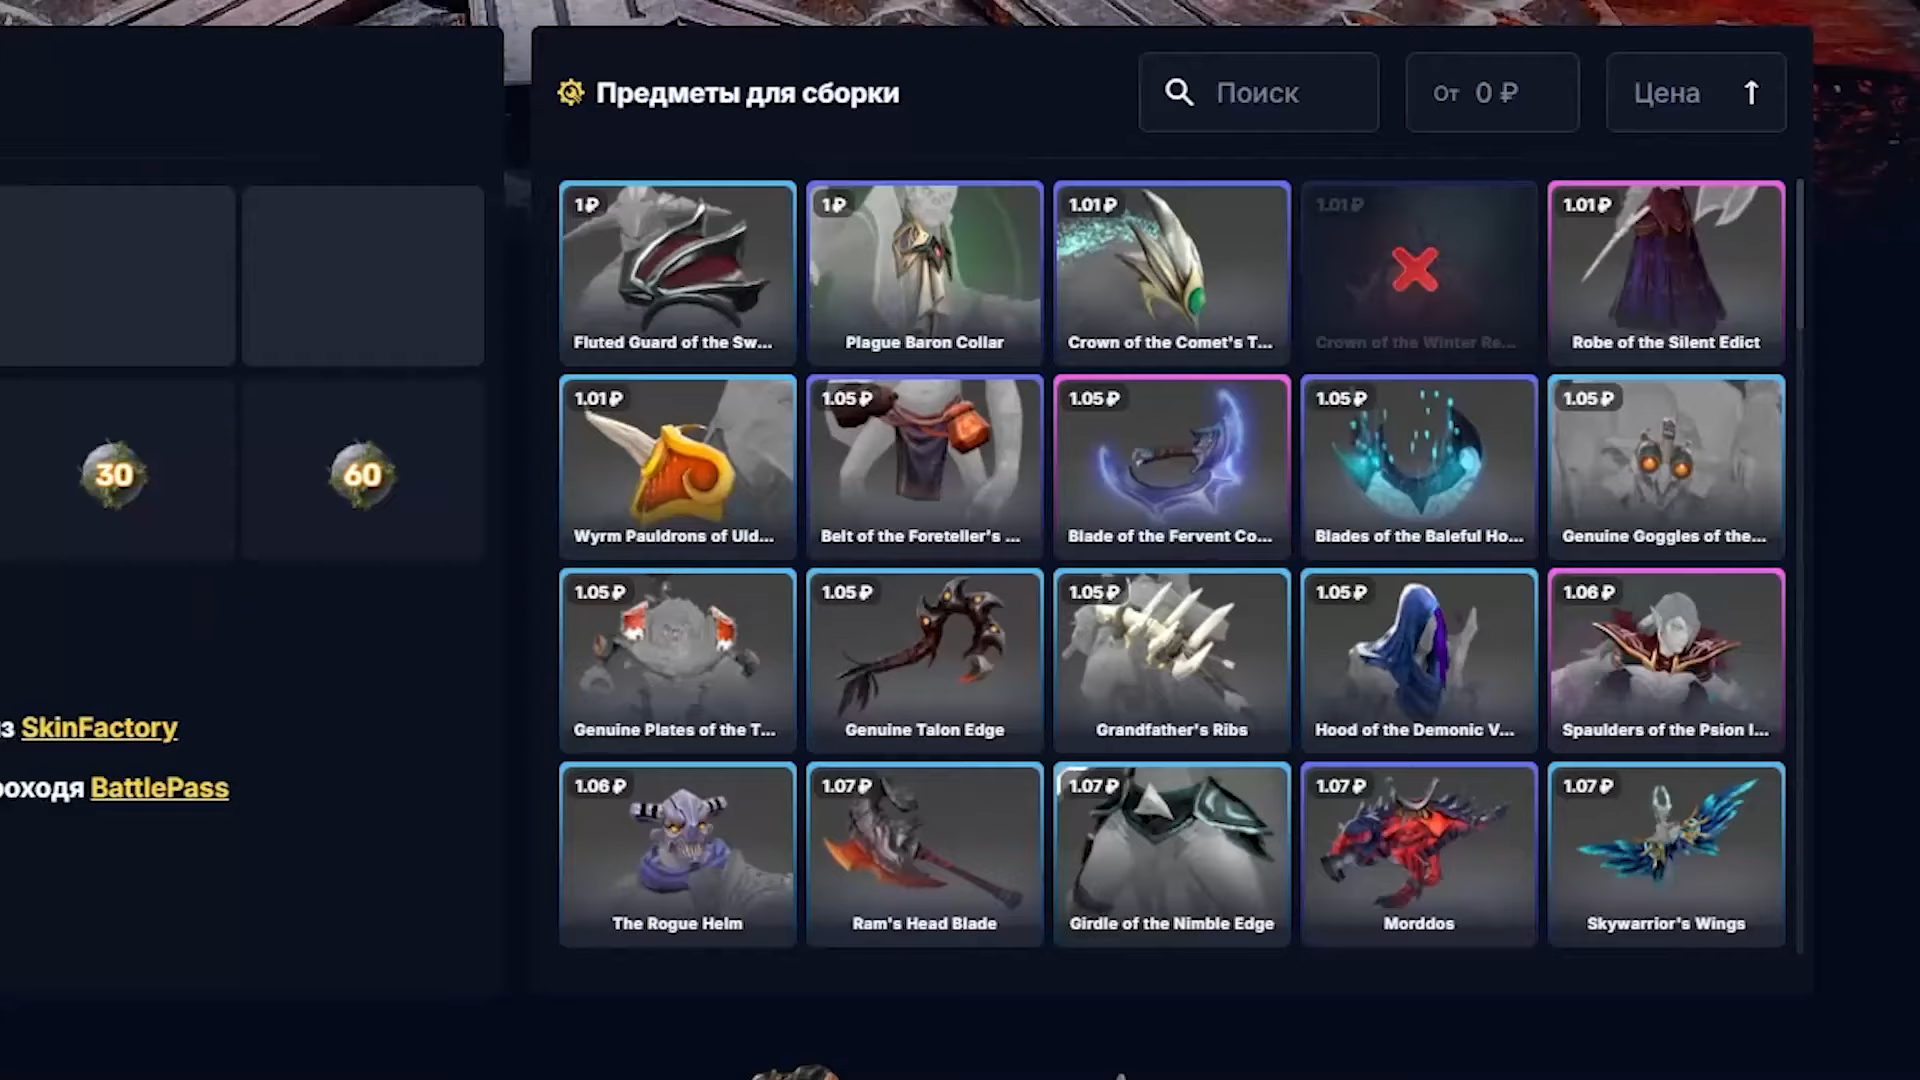 Предметы для сборки
Поиск
От 0 ₽
Цена ↑
1 ₽
Fluted Guard of the Sw...
1 ₽
Plague Baron Collar
1.01 ₽
Crown of the Comet's T...
1.01 ₽
Crown of the Winter Re...
1.01 ₽
Robe of the Silent Edict
1.01 ₽
Wyrm Pauldrons of Uld...
1.05 ₽
Belt of the Foreteller's ...
1.05 ₽
Blade of the Fervent Co...
1.05 ₽
Blades of the Baleful Ho...
1.05 ₽
Genuine Goggles of the...
1.05 ₽
Genuine Plates of the T...
1.05 ₽
Genuine Talon Edge
1.05 ₽
Grandfather's Ribs
1.05 ₽
Hood of the Demonic V...
1.06 ₽
Spaulders of the Psion I...
1.06 ₽
The Rogue Helm
1.07 ₽
Ram's Head Blade
1.07 ₽
Girdle of the Nimble Edge
1.07 ₽
Morddos
1.07 ₽
Skywarrior's Wings
30
60
из SkinFactory
роходя BattlePass